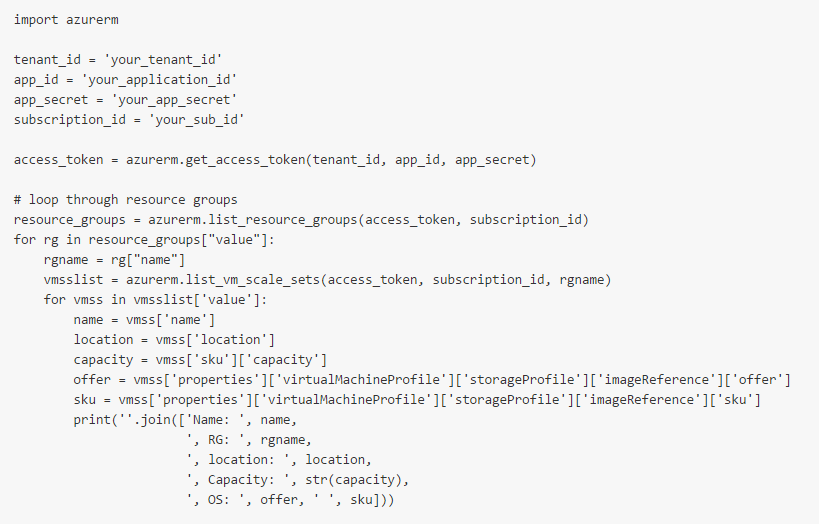 import azurerm

tenant_id = 'your_tenant_id'
app_id = 'your_application_id'
app_secret = 'your_app_secret'
subscription_id = 'your_sub_id'

access_token = azurerm.get_access_token(tenant_id, app_id, app_secret)

# loop through resource groups
resource_groups = azurerm.list_resource_groups(access_token, subscription_id)
for rg in resource_groups["value"]:
    rgname = rg["name"]
    vmsslist = azurerm.list_vm_scale_sets(access_token, subscription_id, rgname)
    for vmss in vmsslist['value']:
        name = vmss['name']
        location = vmss['location']
        capacity = vmss['sku']['capacity']
        offer = vmss['properties']['virtualMachineProfile']['storageProfile']['imageReference']['offer']
        sku = vmss['properties']['virtualMachineProfile']['storageProfile']['imageReference']['sku']
        print(''.join(['Name: ', name,
                       ', RG: ', rgname,
                       ', location: ', location,
                       ', Capacity: ', str(capacity),
                       ', OS: ', offer, ' ', sku]))